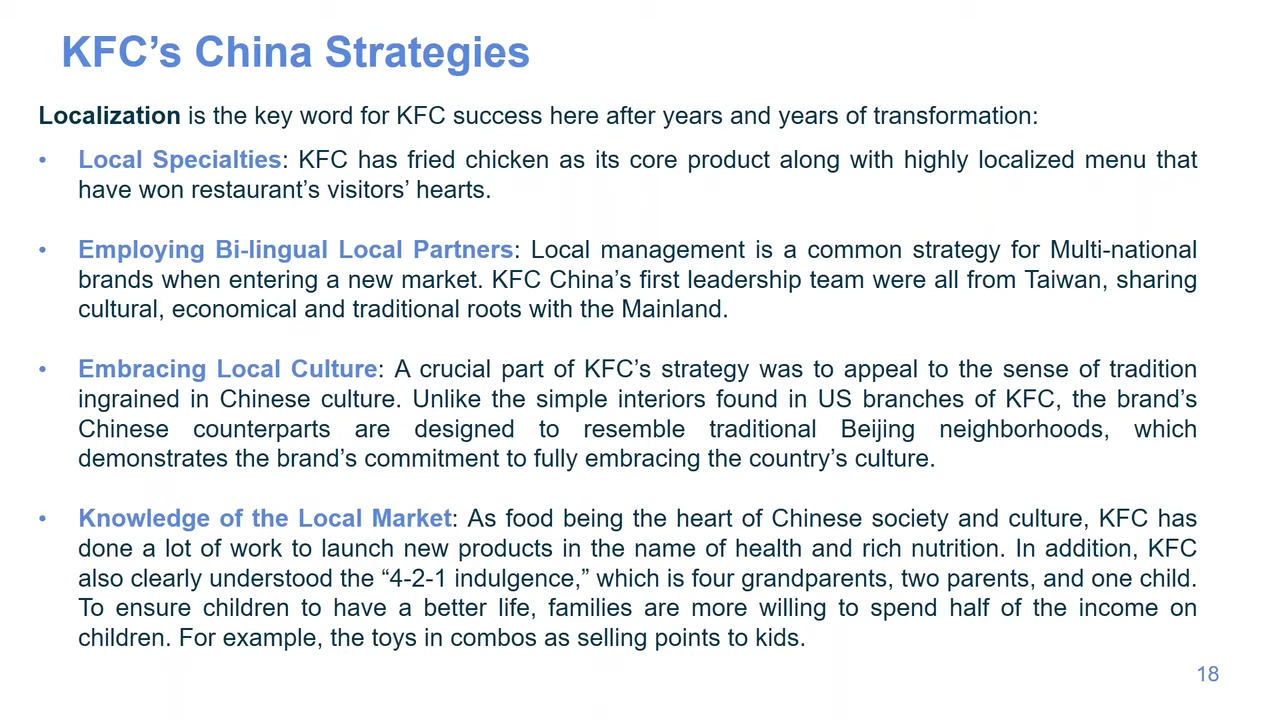 KFC’s China Strategies
Localization is the key word for KFC success here after years and years of transformation:
• Local Specialties: KFC has fried chicken as its core product along with highly localized menu that
have won restaurant’s visitors’ hearts.
• Employing Bi-lingual Local Partners: Local management is a common strategy for Multi-national
brands when entering a new market. KFC China’s first leadership team were all from Taiwan, sharing
cultural, economical and traditional roots with the Mainland.
• Embracing Local Culture: A crucial part of KFC’s strategy was to appeal to the sense of tradition
ingrained in Chinese culture. Unlike the simple interiors found in US branches of KFC, the brand’s
Chinese counterparts are designed to resemble traditional Beijing neighborhoods, which
demonstrates the brand’s commitment to fully embracing the country’s culture.
• Knowledge of the Local Market: As food being the heart of Chinese society and culture, KFC has
done a lot of work to launch new products in the name of health and rich nutrition. In addition, KFC
also clearly understood the “4-2-1 indulgence,” which is four grandparents, two parents, and one child.
To ensure children to have a better life, families are more willing to spend half of the income on
children. For example, the toys in combos as selling points to kids.
18